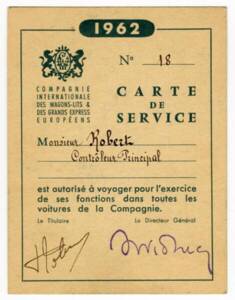 1962
N° 18
COMPAGNIE
INTERNATIONALE
DES WAGONS-LITS &
DES GRANDS EXPRESS
EUROPÉENS
CARTE
DE
SERVICE
Monsieur Robert
Contrôleur Principal
est autorisé à voyager pour l'exercice
de ses fonctions dans toutes les
voitures de la Compagnie.
Le Titulaire
Le Directeur Général